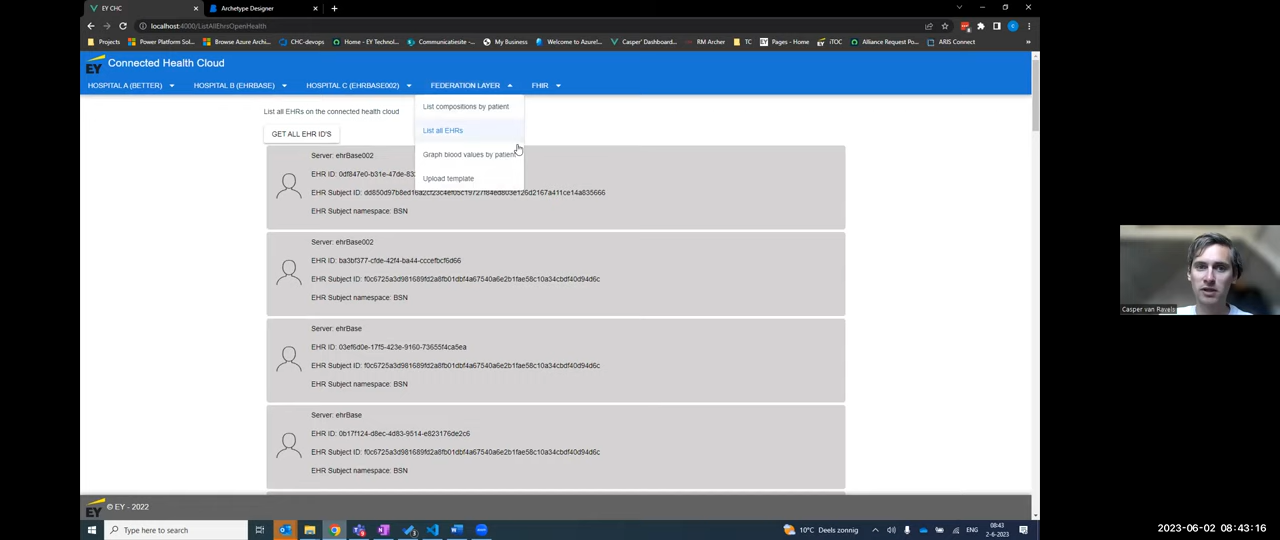 EY CHC
Archetype Designer
localhost:4000/ListAllEhrsOpenHealth
Projects
Power Platform Sol...
Browse Azure Archi...
CHC-devops
Home - EY Technol...
Communicatiesite -...
My Business
Welcome to Azure!...
Casper' Dashboard...
RM Archer
TC
Pages - Home
iTOC
Alliance Request Po...
ARIS Connect
EY
Connected Health Cloud
HOSPITAL A (BETTER)
HOSPITAL B (EHRBASE)
HOSPITAL C (EHRBASE002)
FEDERATION LAYER
FHIR
List all EHRs on the connected health cloud
GET ALL EHR ID'S
List compositions by patient
List all EHRs
Graph blood values by patient
Upload template
Server: ehrBase002
EHR ID: 0df847e0-b31e-47de-83
EHR Subject namespace: BSN
Server: ehrBase002
EHR ID: ba3bf377-cfde-42f4-ba44-cccefbcf6d66
EHR Subject ID: f0c6725a3d981689fd2a8fb01dbf4a67540a6e2b1fae58c10a34cbdf40d94d6c
EHR Subject namespace: BSN
Server: ehrBase
EHR ID: 03ef6d0e-17f5-423e-9160-73655f4ca5ea
EHR Subject ID: f0c6725a3d981689fd2a8fb01dbf4a67540a6e2b1fae58c10a34cbdf40d94d6c
EHR Subject namespace: BSN
Server: ehrBase
EHR ID: 0b17f124-d8ec-4d83-9514-e823176de2c6
EHR Subject ID: f0c6725a3d981689fd2a8fb01dbf4a67540a6e2b1fae58c10a34cbdf40d94d6c
EHR Subject namespace: BSN
EY
© EY - 2022
Type here to search
10°C Deels zonnig
ENG
08:43
2-6-2023
Casper van Ravels
2023-06-02 08:43:16